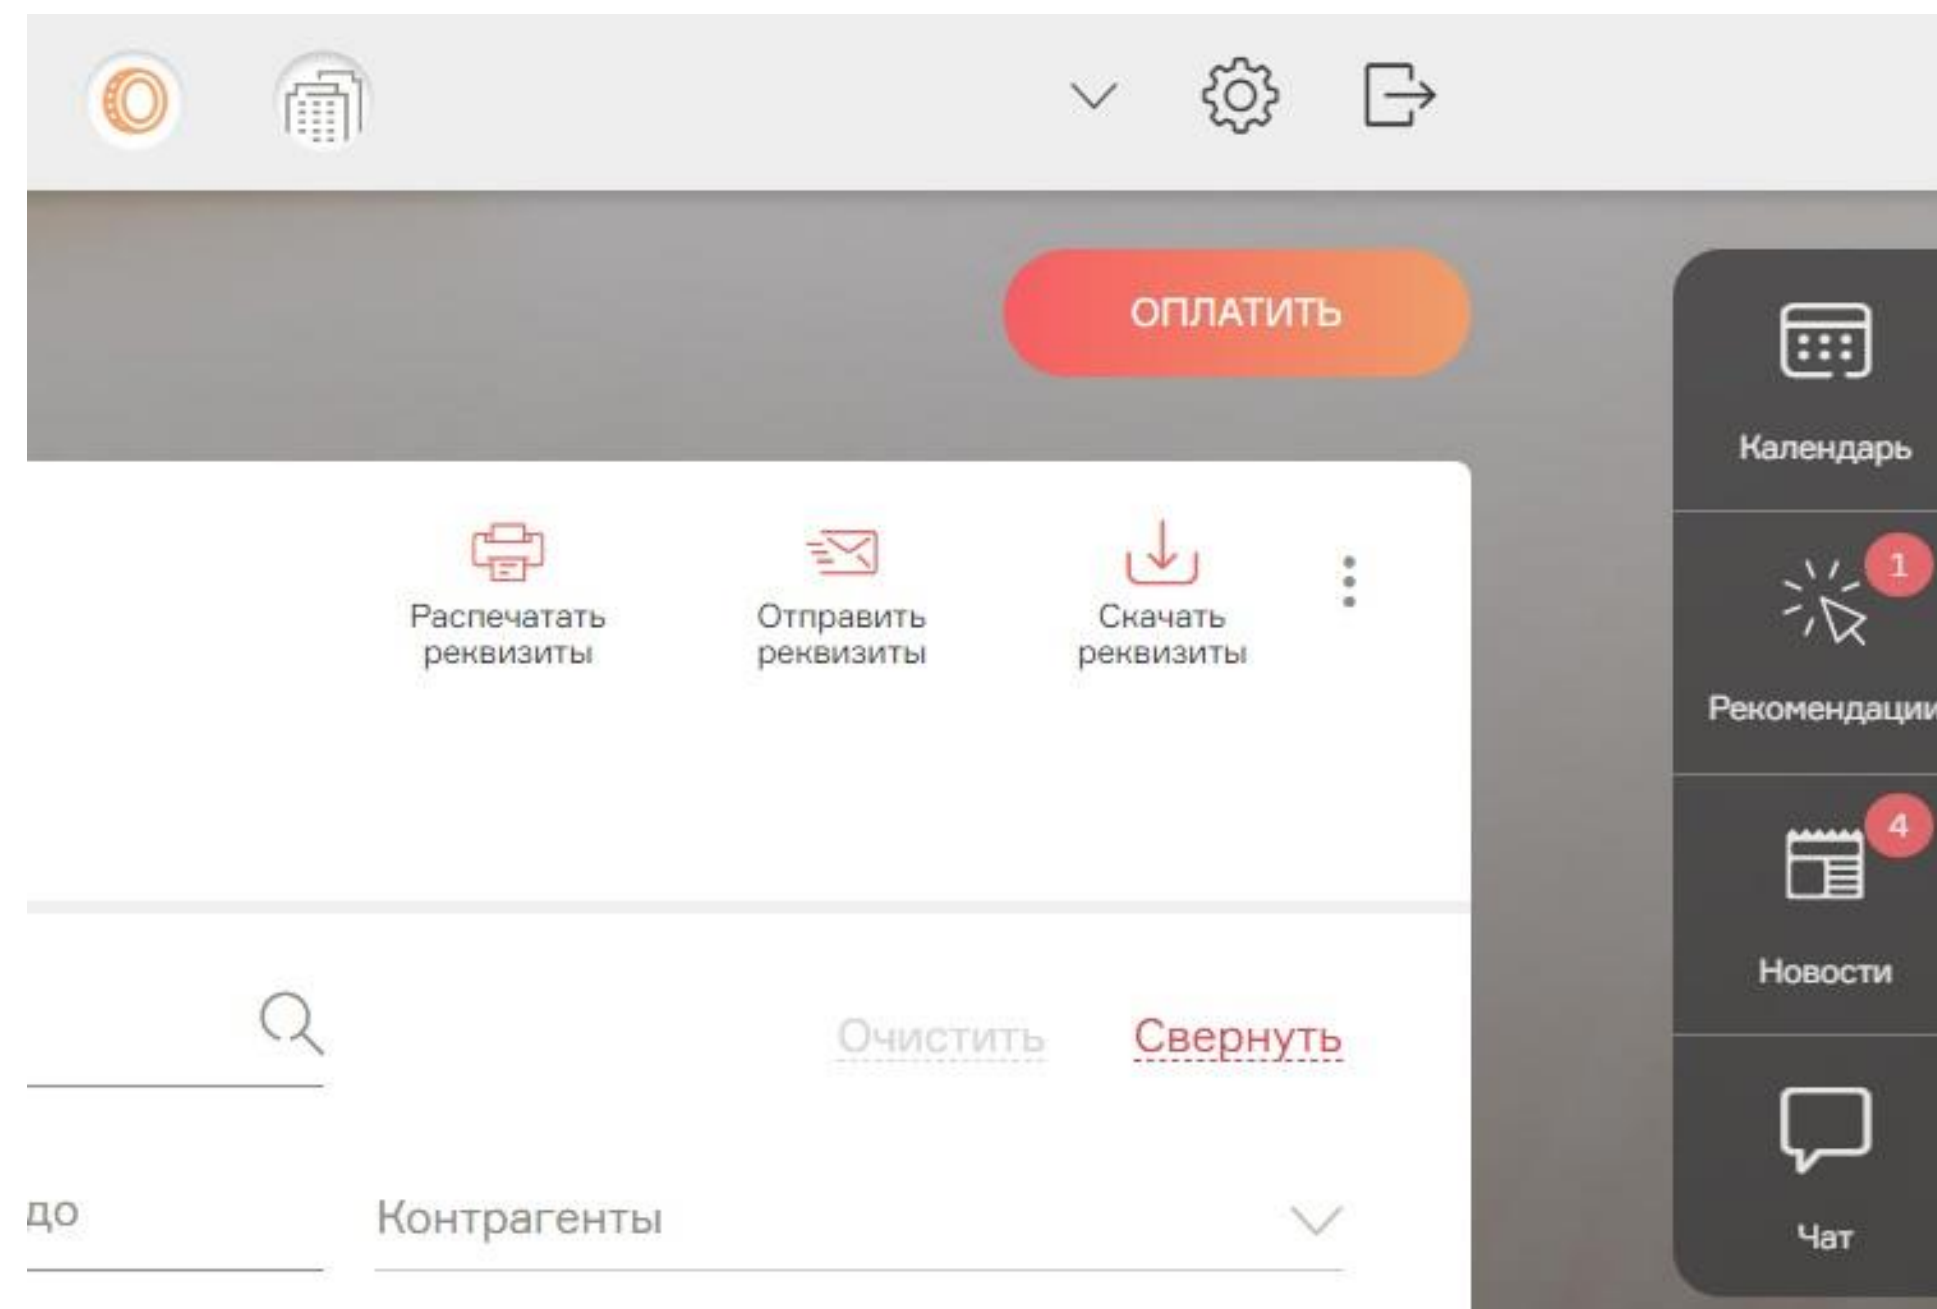 ОПЛАТИТЬ
Календарь
Распечатать
реквизиты
Отправить
реквизиты
Скачать
реквизиты
1
Рекомендации
4
Новости
Очистить
Свернуть
до
Контрагенты
Чат